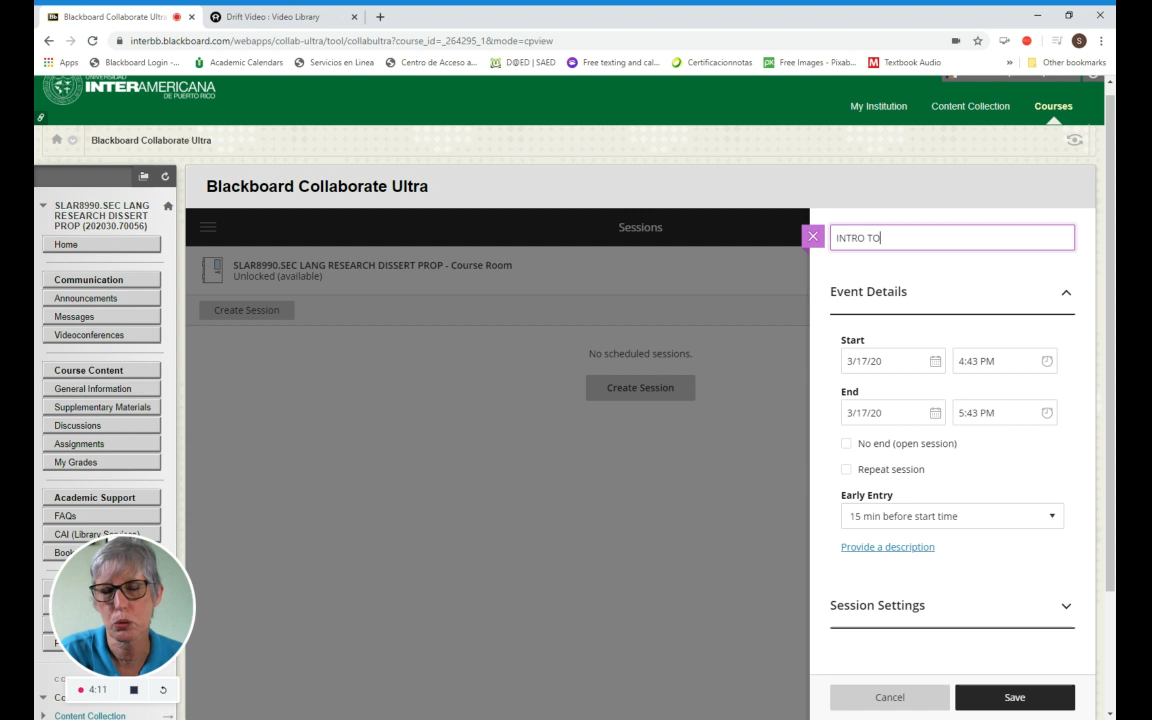 Blackboard Collaborate Ultra
Drift Video : Video Library
interbb.blackboard.com/webapps/collab-ultra/tool/collabultra?course_id=_264295_1&mode=cpview
S
Apps
Blackboard Login -...
Academic Calendars
Servicios en Linea
Centro de Acceso a...
D@ED | SAED
Free texting and cal...
Certificacionnotas
Free Images - Pixab...
Textbook Audio
»
Other bookmarks
UNIVERSIDAD
INTERAMERICANA
DE PUERTO RICO
My Institution
Content Collection
Courses
Blackboard Collaborate Ultra
SLAR8990.SEC LANG
RESEARCH DISSERT
PROP (202030.70056)
Home
Communication
Announcements
Messages
Videoconferences
Course Content
General Information
Supplementary Materials
Discussions
Assignments
My Grades
Academic Support
FAQs
CAI (Library Services)
Book
Content Collection
4:11
Blackboard Collaborate Ultra
Sessions
SLAR8990.SEC LANG RESEARCH DISSERT PROP - Course Room
Unlocked (available)
Create Session
No scheduled sessions.
Create Session
INTRO TO
Event Details
Start
3/17/20
4:43 PM
End
3/17/20
5:43 PM
No end (open session)
Repeat session
Early Entry
15 min before start time
Provide a description
Session Settings
Cancel
Save